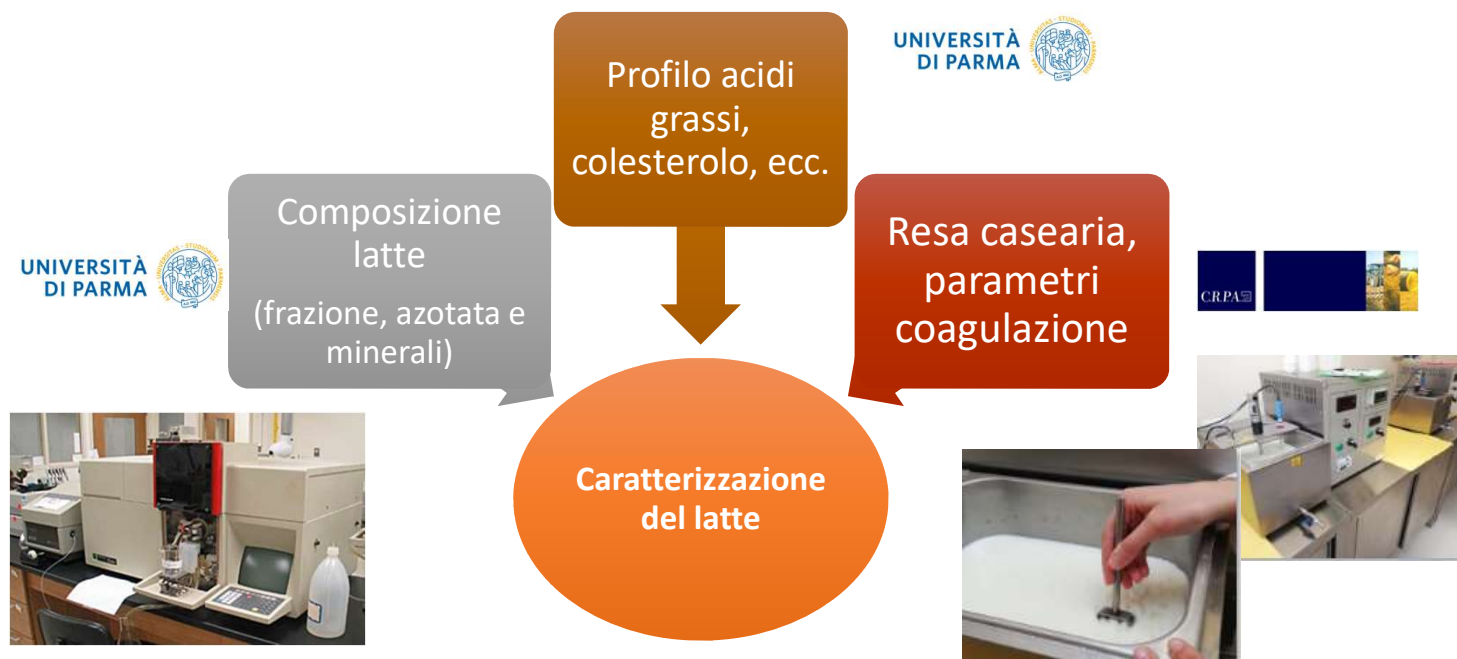 UNIVERSITÀ
DI PARMA
Profilo acidi
grassi,
colesterolo, ecc.
Composizione
latte
(frazione, azotata e
minerali)
Resa casearia,
parametri
coagulazione
UNIVERSITÀ
DI PARMA
C.R.P.A.
Caratterizzazione
del latte